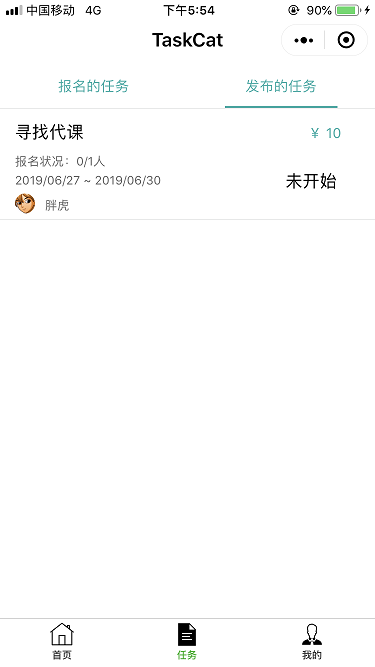 中国移动 4G 下午5:54 90%
TaskCat
报名的任务 发布的任务
寻找代课 ¥ 10
报名状况：0/1人
2019/06/27 ~ 2019/06/30 未开始
胖虎
首页 任务 我的